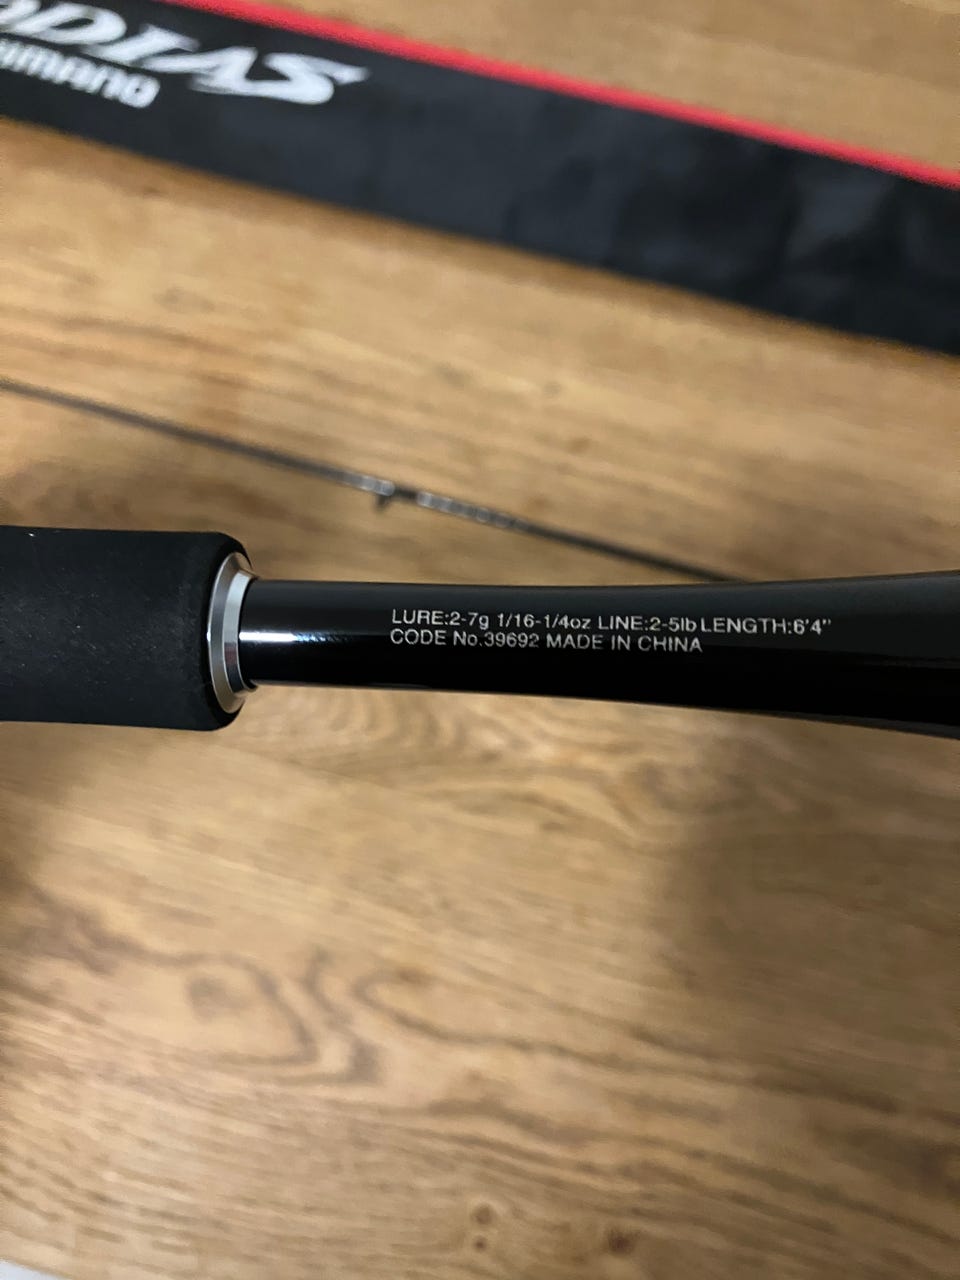 DIAS
LURE:2-7g 1/16-1/4oz LINE:2-5lb LENGTH:6'4"
CODE No.39692 MADE IN CHINA